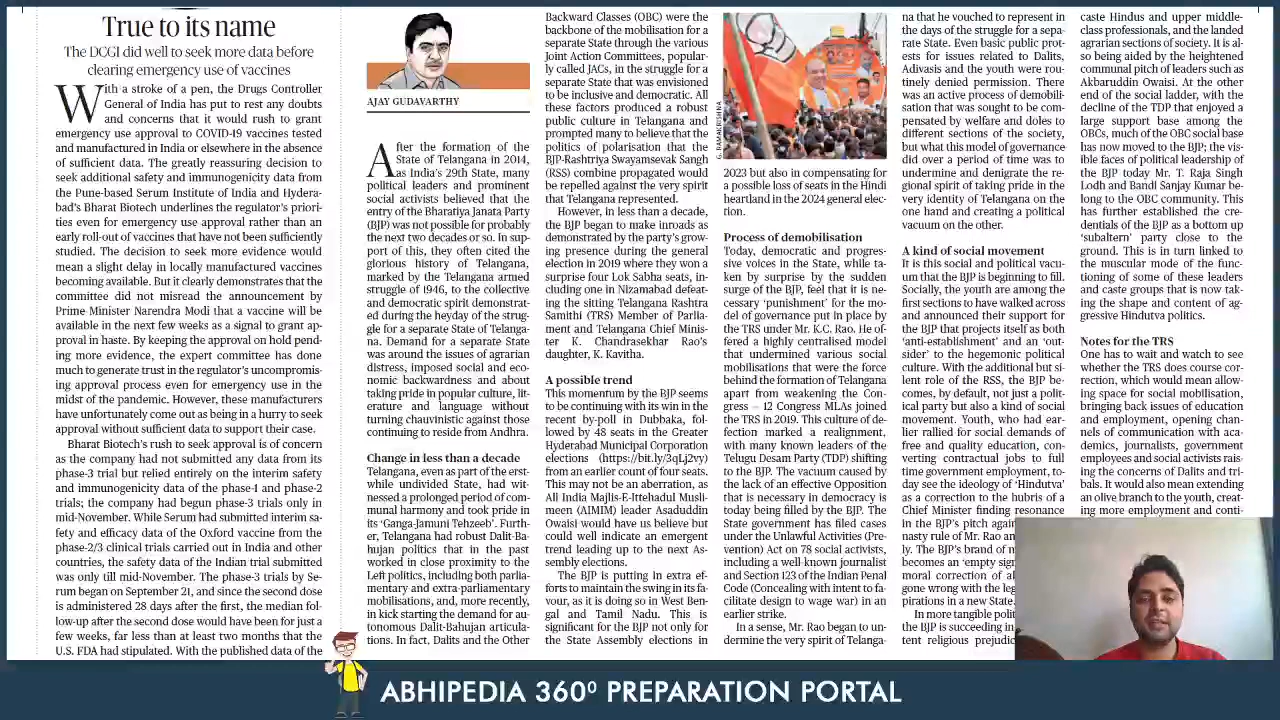 True to its name
The DCGI did well to seek more data before
clearing emergency use of vaccines
With a stroke of a pen, the Drugs Controller
General of India has put to rest any doubts
and concerns that it would rush to grant
emergency use approval to COVID-19 vaccines tested
and manufactured in India or elsewhere in the absence
of sufficient data. The greatly reassuring decision to
seek additional safety and immunogenicity data from
the Pune-based Serum Institute of India and Hydera-
bad's Bharat Biotech underlines the regulator's priori-
ties even for emergency use approval rather than an
early roll-out of vaccines that have not been sufficiently
studied. The decision to seek more evidence would
mean a slight delay in locally manufactured vaccines
becoming available. But it clearly demonstrates that the
committee did not misread the announcement by
Prime Minister Narendra Modi that a vaccine will be
available in the next few weeks as a signal to grant ap-
proval in haste. By keeping the approval on hold pend-
ing more evidence, the expert committee has done
much to generate trust in the regulator's uncompromis-
ing approval process even for emergency use in the
midst of the pandemic. However, these manufacturers
have unfortunately come out as being in a hurry to seek
approval without sufficient data to support their case.
Bharat Biotech's rush to seek approval is of concern
as the company had not submitted any data from its
phase-3 trial but relied entirely on the interim safety
and immunogenicity data of the phase-1 and phase-2
trials; the company had begun phase-3 trials only in
mid-November. While Serum had submitted interim sa-
fety and efficacy data of the Oxford vaccine from the
phase-2/3 clinical trials carried out in India and other
countries, the safety data of the Indian trial submitted
was only till mid-November. The phase-3 trials by Se-
rum began on September 21, and since the second dose
is administered 28 days after the first, the median fol-
low-up after the second dose would have been for just a
few weeks, far less than at least two months that the
U.S. FDA had stipulated. With the published data of the
AJAY GUDAVARTHY
After the formation of the
State of Telangana in 2014,
as India's 29th State, many
political leaders and prominent
social activists believed that the
entry of the Bharatiya Janata Party
(BJP) was not possible for probably
the next two decades or so. In sup-
port of this, they often cited the
glorious history of Telangana,
marked by the Telangana armed
struggle of 1946, to the collective
and democratic spirit demonstrat-
ed during the heyday of the strug-
gle for a separate State of Telanga-
na. Demand for a separate State
was around the issues of agrarian
distress, imposed social and eco-
nomic backwardness and about
taking pride in popular culture, lit-
erature and language without
turning chauvinistic against those
continuing to reside from Andhra.
Change in less than a decade
Telangana, even as part of the erst-
while undivided State, had wit-
nessed a prolonged period of com-
munal harmony and took pride in
its 'Ganga-Jamuni Tehzeeb'. Furth-
er, Telangana had robust Dalit-Ba-
hujan politics that in the past
worked in close proximity to the
Left politics, including both parlia-
mentary and extra-parliamentary
mobilisations, and, more recently,
in kick starting the demand for au-
tonomous Dalit-Bahujan articula-
tions. In fact, Dalits and the Other
Backward Classes (OBC) were the
backbone of the mobilisation for a
separate State through the various
Joint Action Committees, popular-
ly called JACs, in the struggle for a
separate State that was envisioned
to be inclusive and democratic. All
these factors produced a robust
public culture in Telangana and
prompted many to believe that the
politics of polarisation that the
BJP-Rashtriya Swayamsevak Sangh
(RSS) combine propagated would
be repelled against the very spirit
that Telangana represented.
However, in less than a decade,
the BJP began to make inroads as
demonstrated by the party's grow-
ing presence during the general
election in 2019 where they won a
surprise four Lok Sabha seats, in-
cluding one in Nizamabad defeat-
ing the sitting Telangana Rashtra
Samithi (TRS) Member of Parlia-
ment and Telangana Chief Minis-
ter K. Chandrasekhar Rao's
daughter, K. Kavitha.
A possible trend
This momentum by the BJP seems
to be continuing with its win in the
recent by-poll in Dubbaka, fol-
lowed by 48 seats in the Greater
Hyderabad Municipal Corporation
elections (https://bit.ly/3qLj2vy)
from an earlier count of four seats.
This may not be an aberration, as
All India Majlis-E-Ittehadul Musli-
meen (AIMIM) leader Asaduddin
Owaisi would have us believe but
could well indicate an emergent
trend leading up to the next As-
sembly elections.
The BJP is putting in extra ef-
forts to maintain the swing in its fa-
vour, as it is doing so in West Ben-
gal and Tamil Nadu. This is
significant for the BJP not only for
the State Assembly elections in
G. RAMAKRISHNA
2023 but also in compensating for
a possible loss of seats in the Hindi
heartland in the 2024 general elec-
tion.
Process of demobilisation
Today, democratic and progres-
sive voices in the State, while ta-
ken by surprise by the sudden
surge of the BJP, feel that it is ne-
cessary 'punishment' for the mo-
del of governance put in place by
the TRS under Mr. K.C. Rao. He of-
fered a highly centralised model
that undermined various social
mobilisations that were the force
behind the formation of Telangana
apart from weakening the Con-
gress – 12 Congress MLAs joined
the TRS in 2019. This culture of de-
fection marked a realignment,
with many known leaders of the
Telugu Desam Party (TDP) shifting
to the BJP. The vacuum caused by
the lack of an effective Opposition
that is necessary in democracy is
today being filled by the BJP. The
State government has filed cases
under the Unlawful Activities (Pre-
vention) Act on 78 social activists,
including a well-known journalist
and Section 123 of the Indian Penal
Code (Concealing with intent to fa-
cilitate design to wage war) in an
earlier strike.
In a sense, Mr. Rao began to un-
dermine the very spirit of Telanga-
na that he vouched to represent in
the days of the struggle for a sepa-
rate State. Even basic public prot-
ests for issues related to Dalits,
Adivasis and the youth were rou-
tinely denied permission. There
was an active process of demobili-
sation that was sought to be com-
pensated by welfare and doles to
different sections of the society,
but what this model of governance
did over a period of time was to
undermine and denigrate the re-
gional spirit of taking pride in the
very identity of Telangana on the
one hand and creating a political
vacuum on the other.
A kind of social movement
It is this social and political vacu-
um that the BJP is beginning to fill.
Socially, the youth are among the
first sections to have walked across
and announced their support for
the BJP that projects itself as both
'anti-establishment' and an 'out-
sider' to the hegemonic political
culture. With the additional but si-
lent role of the RSS, the BJP be-
comes, by default, not just a poli-
tical party but also a kind of social
movement. Youth, who had ear-
lier rallied for social demands of
free and quality education, con-
verting contractual jobs to full
time government employment, to-
day see the ideology of 'Hindutva'
as a correction to the hubris of a
Chief Minister finding resonance
in the BJP's pitch again
nasty rule of Mr. Rao an
ly. The BJP's brand of n
becomes an 'empty sign
moral correction of al
gone wrong with the leg
pirations in a new State.
In more tangible polit
the BJP is succeeding in
tent religious prejudic
caste Hindus and upper middle-
class professionals, and the landed
agrarian sections of society. It is al-
so being aided by the heightened
communal pitch of leaders such as
Akbaruddin Owaisi. At the other
end of the social ladder, with the
decline of the TDP that enjoyed a
large support base among the
OBCs, much of the OBC social base
has now moved to the BJP; the vis-
ible faces of political leadership of
the BJP today Mr. T. Raja Singh
Lodh and Bandi Sanjay Kumar be-
long to the OBC community. This
has further established the cre-
dentials of the BJP as a bottom up
'subaltern' party close to the
ground. This is in turn linked to
the muscular mode of the func-
tioning of some of these leaders
and caste groups that is now tak-
ing the shape and content of ag-
gressive Hindutva politics.
Notes for the TRS
One has to wait and watch to see
whether the TRS does course cor-
rection, which would mean allow-
ing space for social mobilisation,
bringing back issues of education
and employment, opening chan-
nels of communication with aca-
demics, journalists, government
employees and social activists rais-
ing the concerns of Dalits and tri-
bals. It would also mean extending
an olive branch to the youth, creat-
ing more employment and conti-
ABHIPEDIA 360⁰ PREPARATION PORTAL